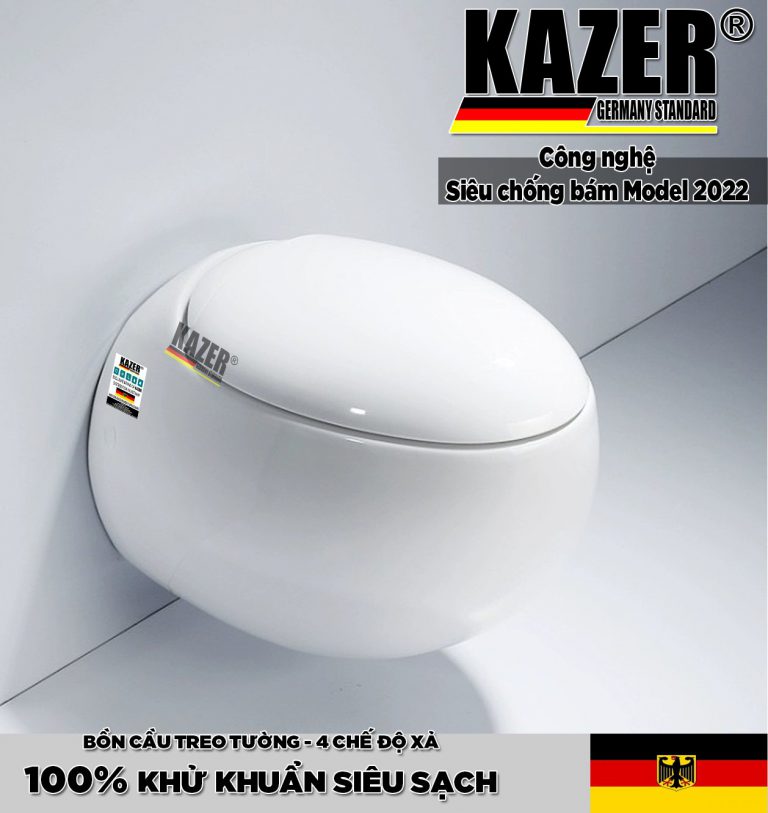 KAZER®
GERMANY STANDARD
Công nghệ
Siêu chống bám Model 2022
KAZER®
KAZER
BỒN CẦU TREO TƯỜNG - 4 CHẾ ĐỘ XẢ
100% KHỬ KHUẨN SIÊU SẠCH